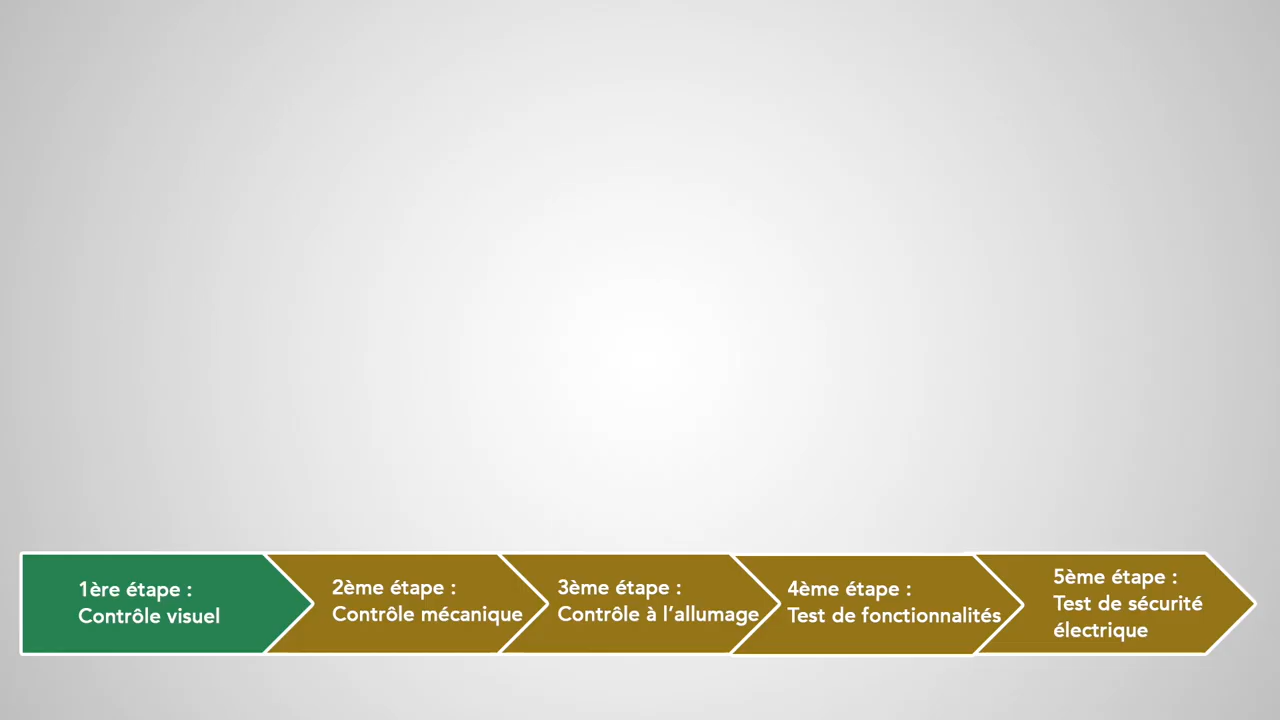 1ère étape :
Contrôle visuel
2ème étape :
Contrôle mécanique
3ème étape :
Contrôle à l’allumage
4ème étape :
Test de fonctionnalités
5ème étape :
Test de sécurité
électrique